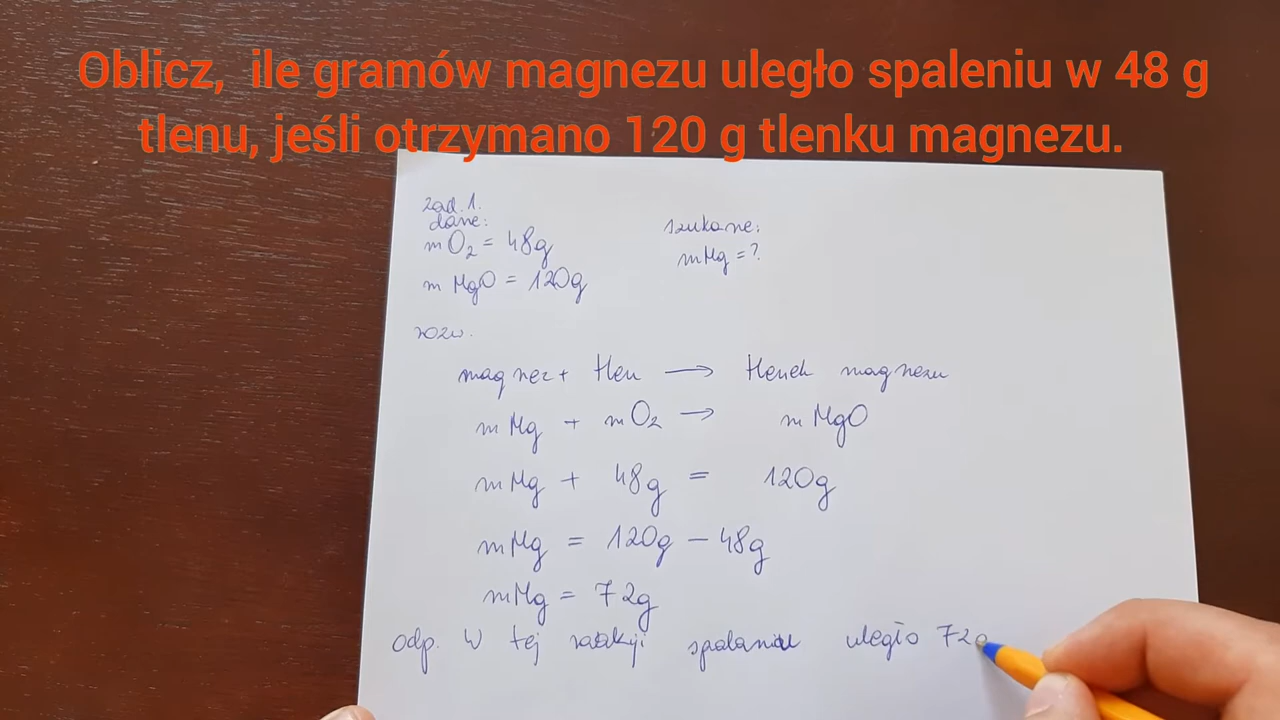 Oblicz, ile gramów magnezu uległo spaleniu w 48 g
tlenu, jeśli otrzymano 120 g tlenku magnezu.
zad. 1.
dane:
szukane:
mO₂ = 48g
mMg = ?
mMgO = 120g
rozw.
magnez + tlen → tlenek magnezu
mMg + mO₂ → mMgO
mMg + 48g = 120g
mMg = 120g – 48g
mMg = 72g
odp. W tej spalaniu uległo 72g